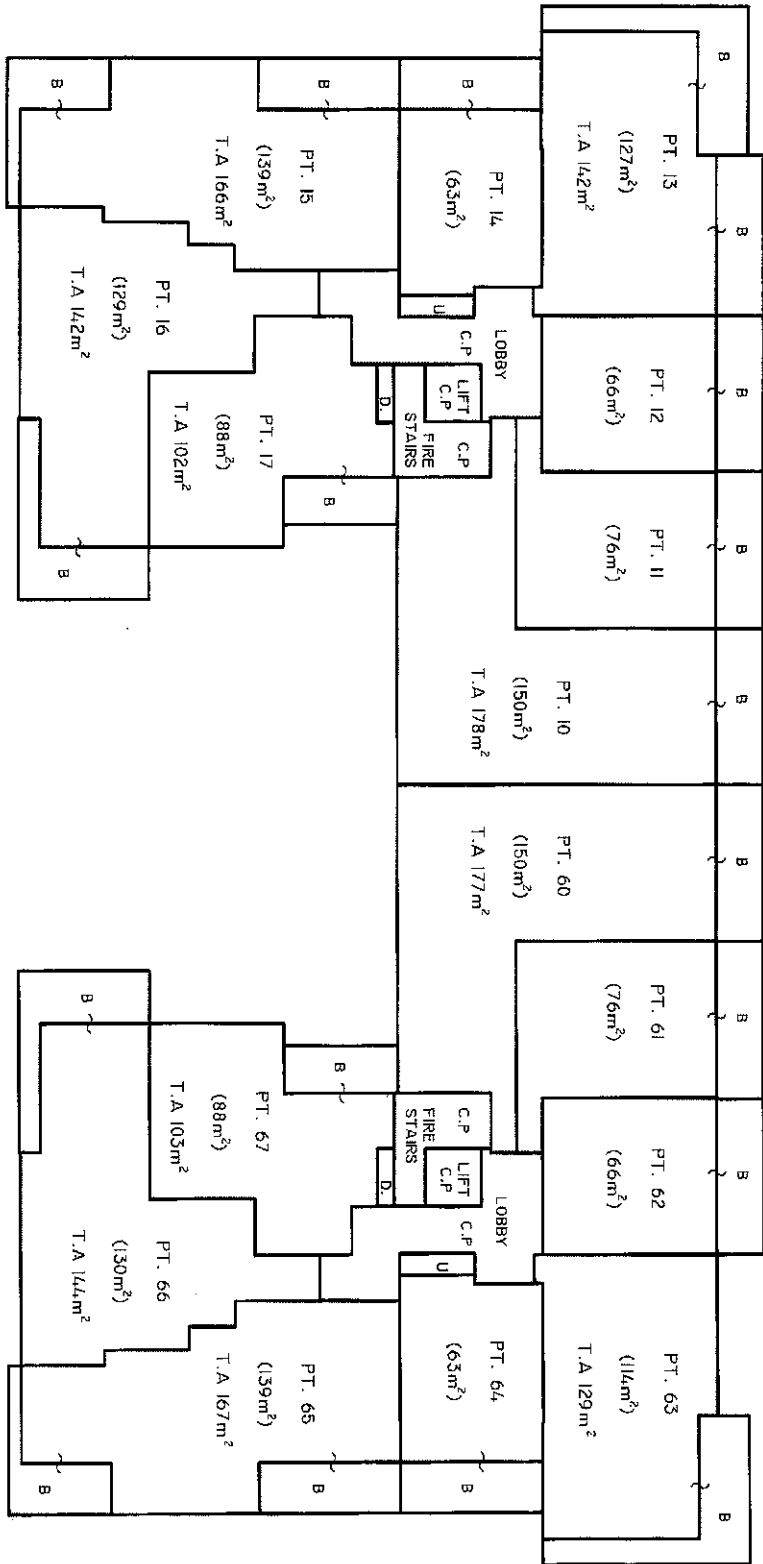 B
PT. 13
(127m²)
T.A 142m²
B
B
PT. 14
(63m²)
B
PT. 15
(139m²)
T.A 166m²
B
PT. 16
(129m²)
T.A 142m²
B
PT. 17
(88m²)
T.A 102m²
B
U
C.P
LOBBY
LIFT
C.P
C.P
FIRE
STAIRS
D.
B
PT. 12
(66m²)
B
PT. 11
(76m²)
B
PT. 10
(150m²)
T.A 178m²
B
PT. 60
(150m²)
T.A 177m²
B
PT. 61
(76m²)
B
PT. 62
(66m²)
B
PT. 63
(114m²)
T.A 129m²
B
C.P
FIRE
STAIRS
LIFT
C.P
D.
LOBBY
C.P
U
PT. 64
(63m²)
B
PT. 65
(139m²)
T.A 167m²
B
B
PT. 66
(130m²)
T.A 144m²
B
PT. 67
(88m²)
T.A 103m²
B